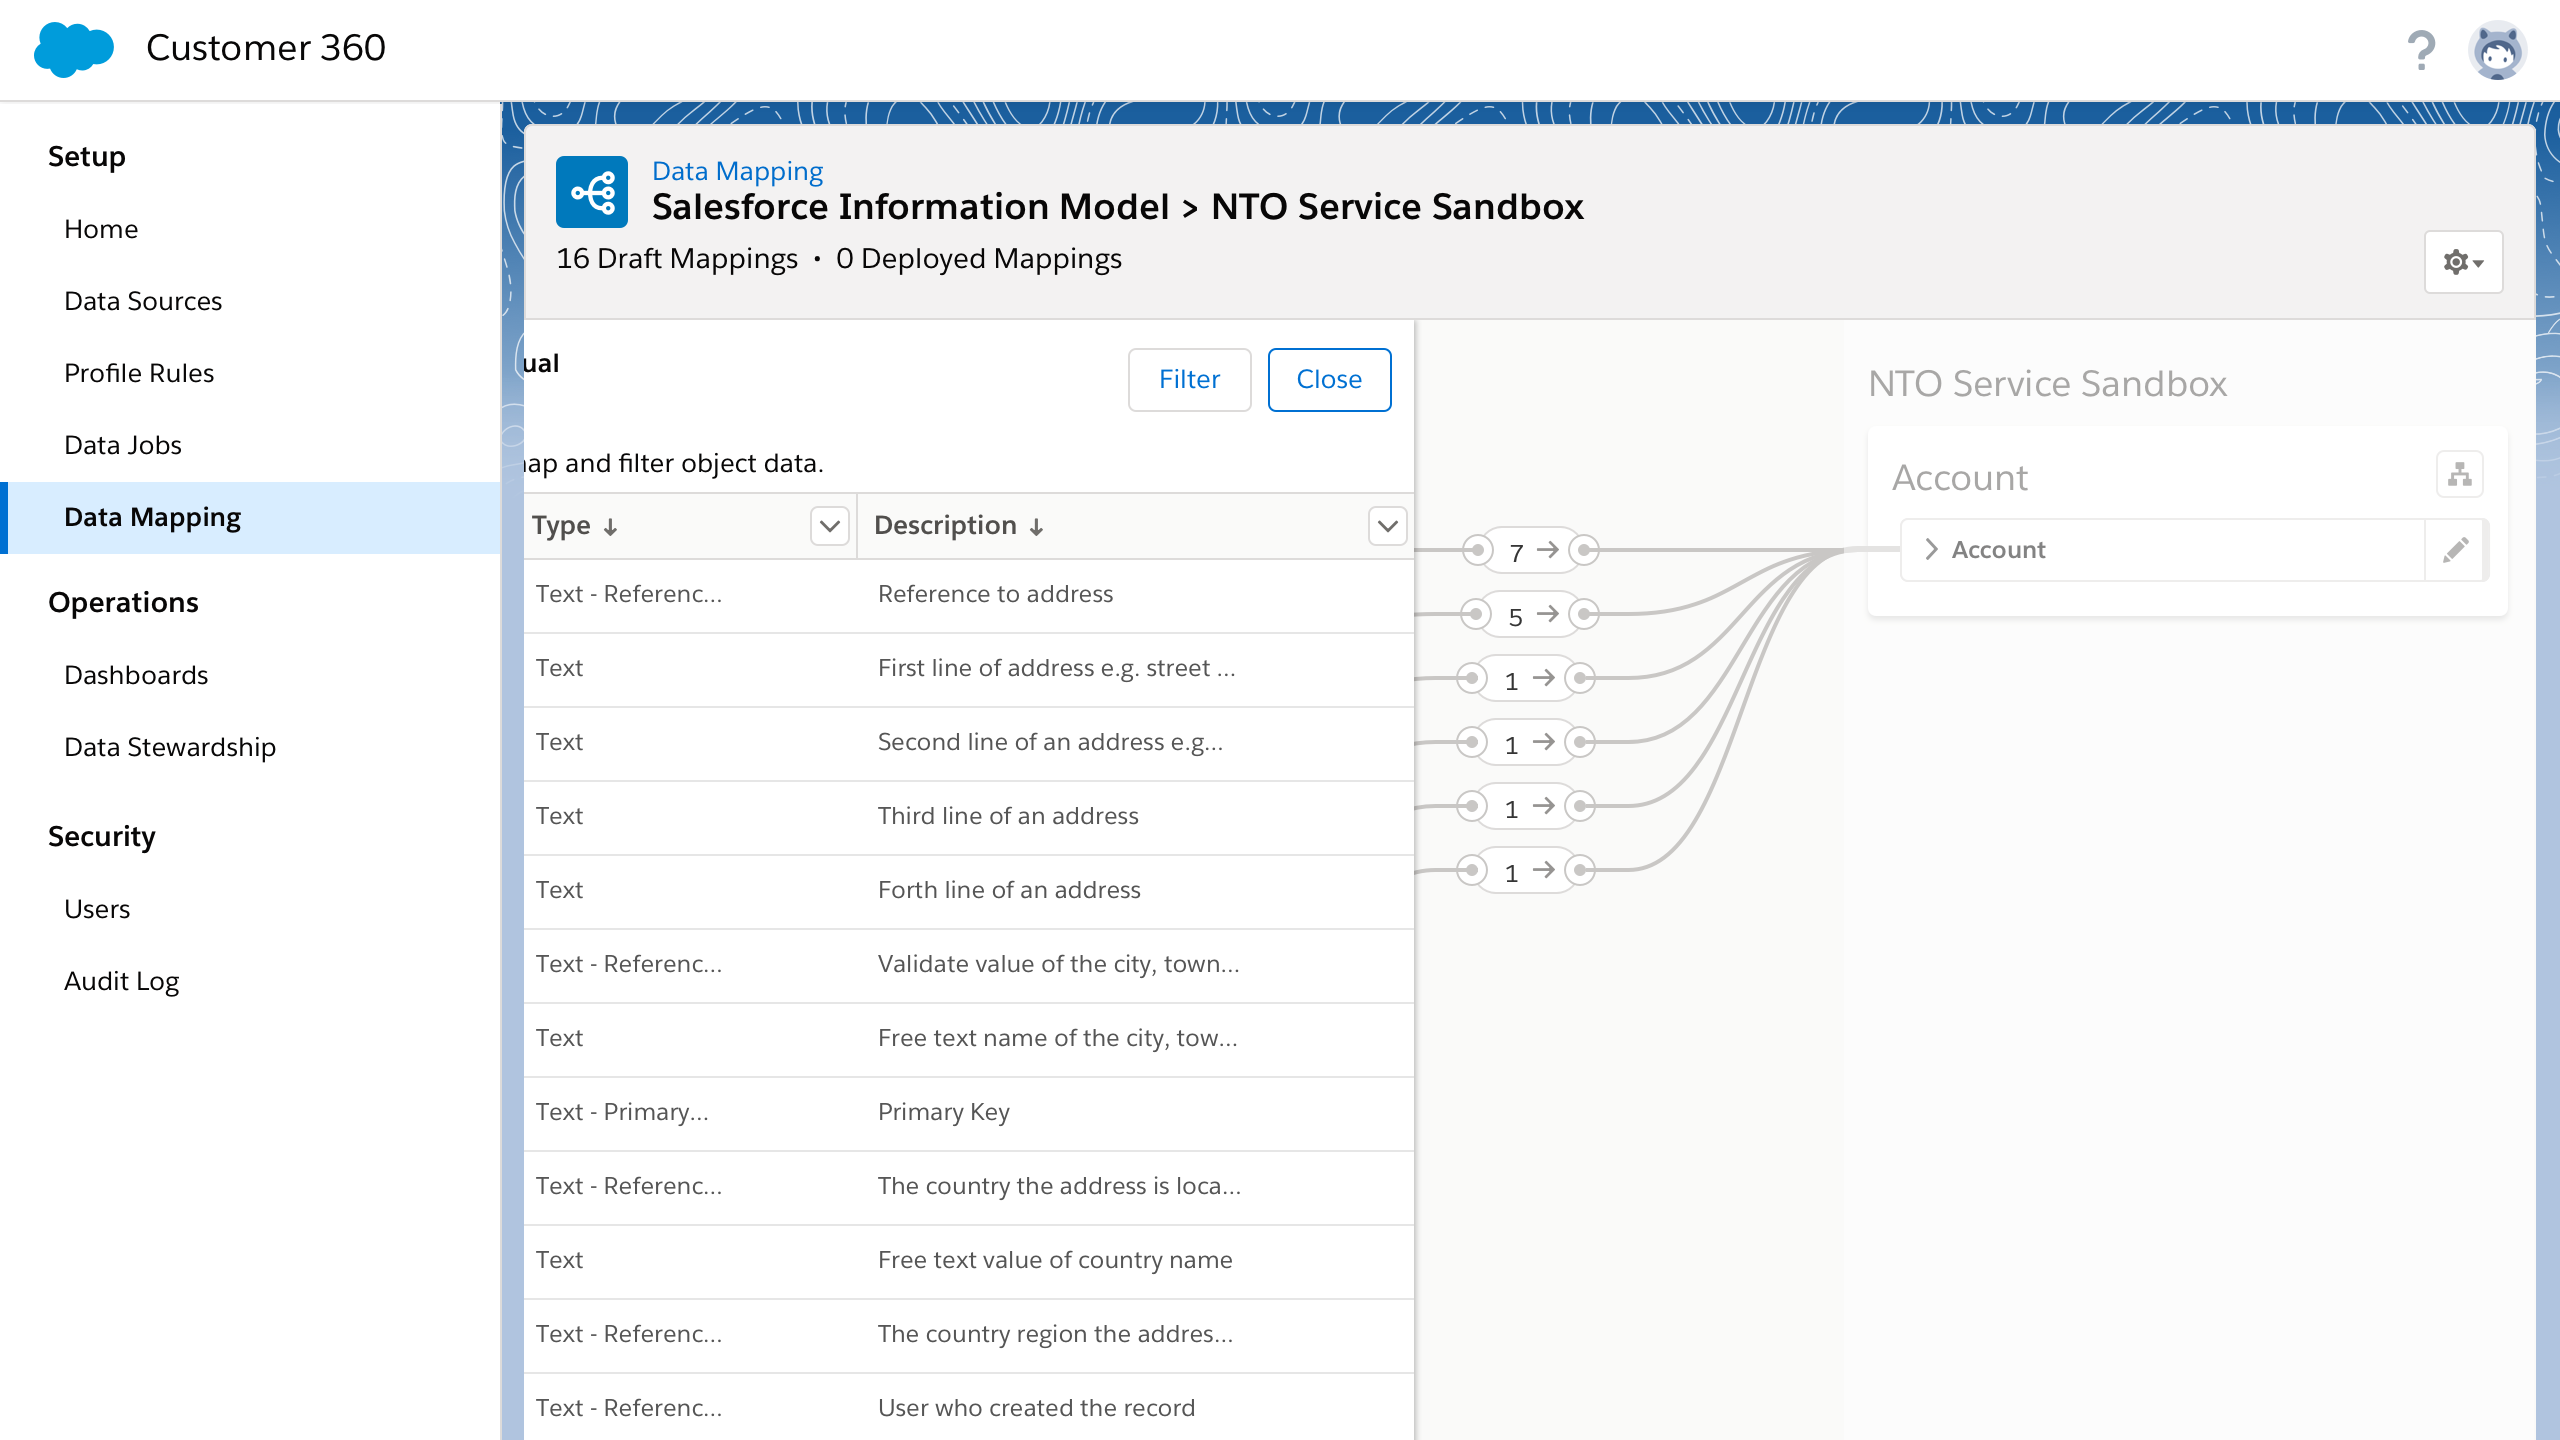 Customer 360
?
Setup
Home
Data Sources
Profile Rules
Data Jobs
Data Mapping
Operations
Dashboards
Data Stewardship
Security
Users
Audit Log
Data Mapping
Salesforce Information Model > NTO Service Sandbox
16 Draft Mappings • 0 Deployed Mappings
ual
Filter
Close
ap and filter object data.
Type ↓ Description ↓
Text - Referenc... Reference to address
Text First line of address e.g. street ...
Text Second line of an address e.g...
Text Third line of an address
Text Forth line of an address
Text - Referenc... Validate value of the city, town...
Text Free text name of the city, tow...
Text - Primary... Primary Key
Text - Referenc... The country the address is loca...
Text Free text value of country name
Text - Referenc... The country region the addres...
Text - Referenc... User who created the record
7 →
5 →
1 →
1 →
1 →
1 →
NTO Service Sandbox
Account
Account